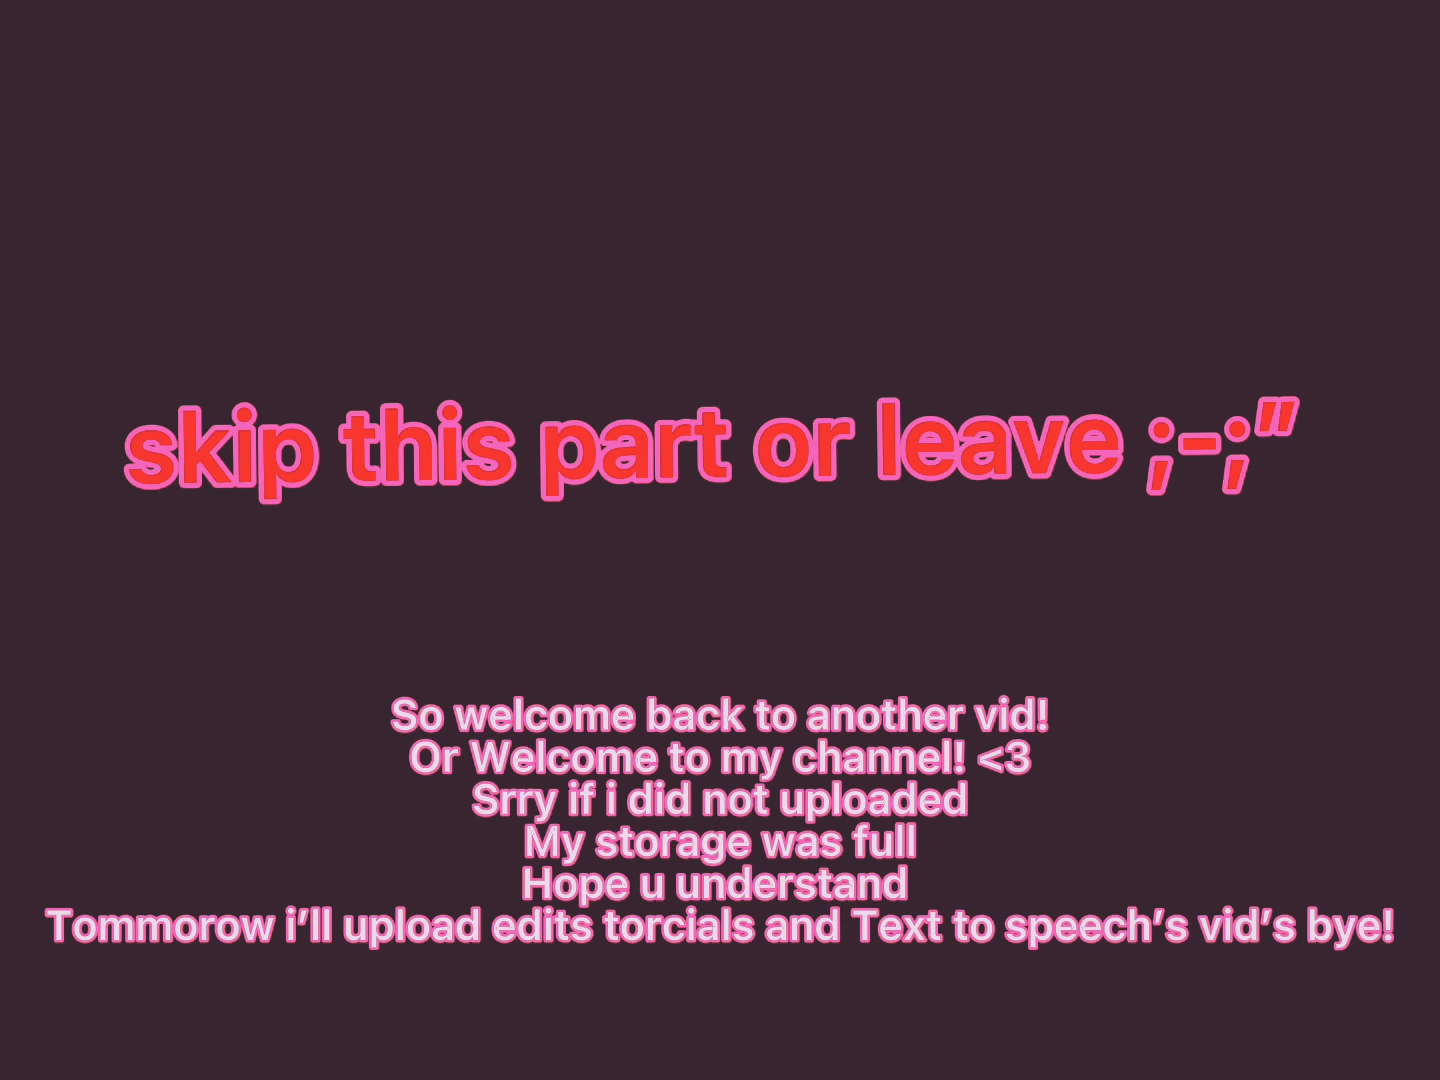 skip this part or leave ;-;”
So welcome back to another vid!
Or Welcome to my channel! <3
Srry if i did not uploaded
My storage was full
Hope u understand
Tommorow i’ll upload edits torcials and Text to speech’s vid’s bye!